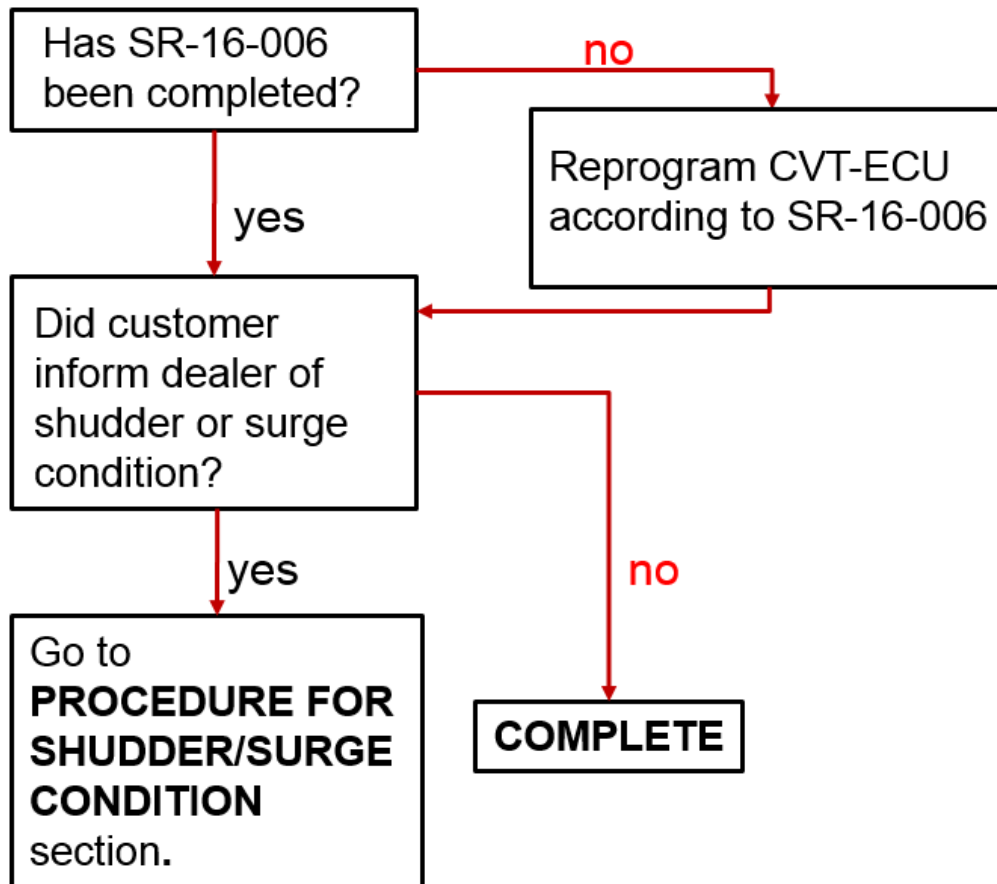 Has SR-16-006
been completed?
no
Reprogram CVT-ECU
according to SR-16-006
yes
Did customer
inform dealer of
shudder or surge
condition?
yes
no
Go to
PROCEDURE FOR
SHUDDER/SURGE
CONDITION
section.
COMPLETE